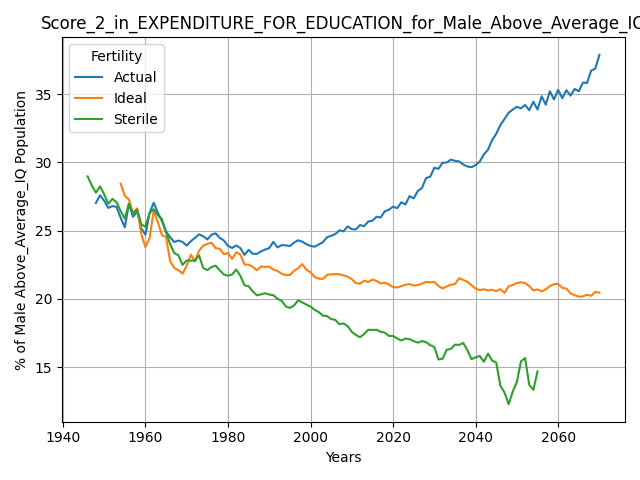 Score_2_in_EXPENDITURE_FOR_EDUCATION_for_Male_Above_Average_IQ
Fertility
Actual
Ideal
Sterile
% of Male Above_Average_IQ Population
35
30
25
20
15
1940 1960 1980 2000 2020 2040 2060
Years